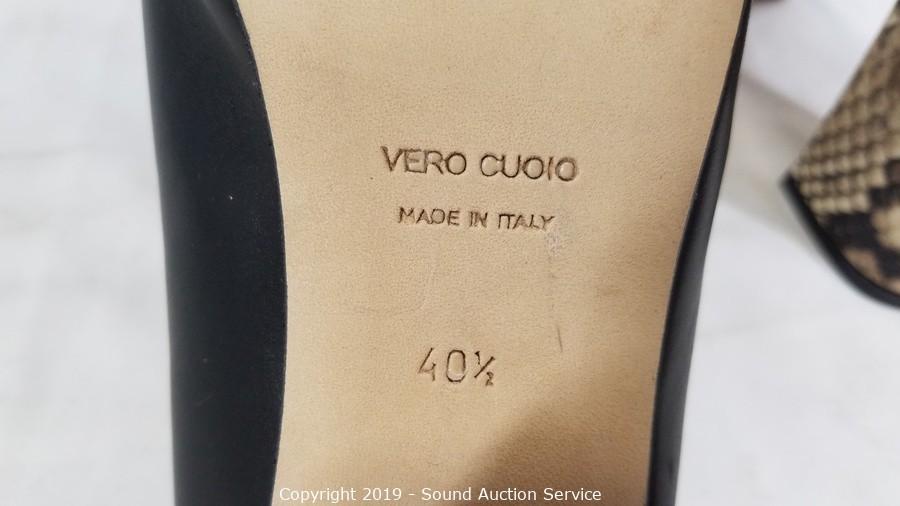 VERO CUOIO
MADE IN ITALY
40½
Copyright 2019 - Sound Auction Service